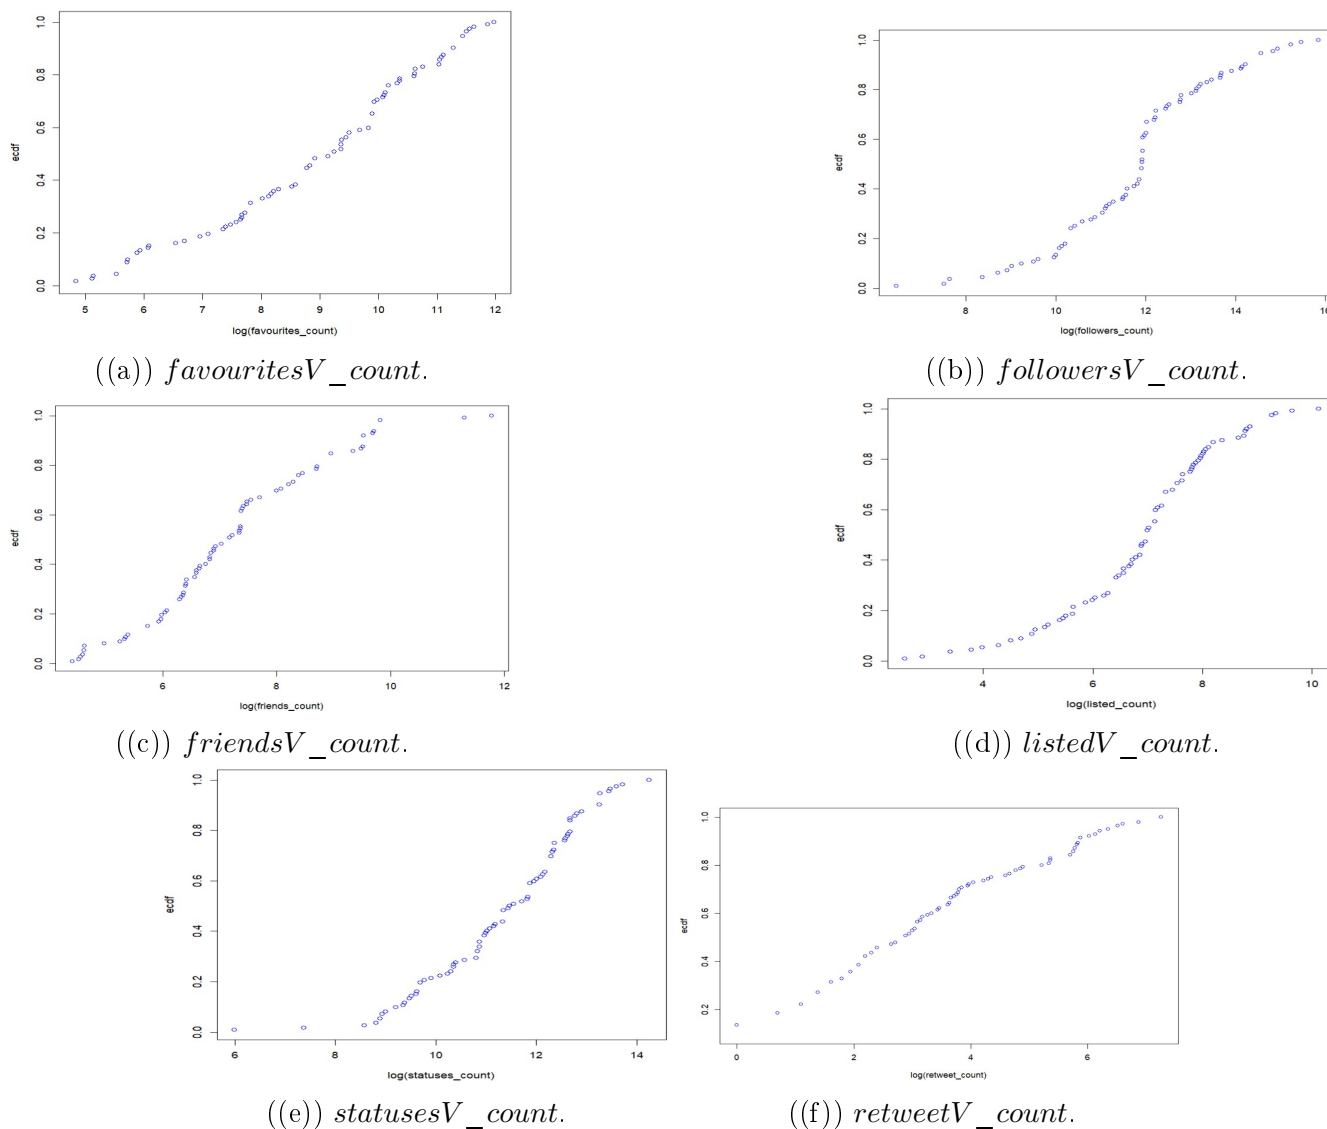 1.0
0.8
0.6
0.4
0.2
0.0
ecdf
5 6 7 8 9 10 11 12
log(favourites_count)
((a)) favouritesV_count.
1.0
0.8
0.6
0.4
0.2
0.0
ecdf
8 10 12 14 16
log(followers_count)
((b)) followersV_count.
1.0
0.8
0.6
0.4
0.2
0.0
ecdf
6 8 10 12
log(friends_count)
((c)) friendsV_count.
1.0
0.8
0.6
0.4
0.2
0.0
ecdf
4 6 8 10
log(listed_count)
((d)) listedV_count.
1.0
0.8
0.6
0.4
0.2
0.0
ecdf
6 8 10 12 14
log(statuses_count)
((e)) statusesV_count.
1.0
0.8
0.6
0.4
0.2
ecdf
0 2 4 6
log(retweet_count)
((f)) retweetV_count.